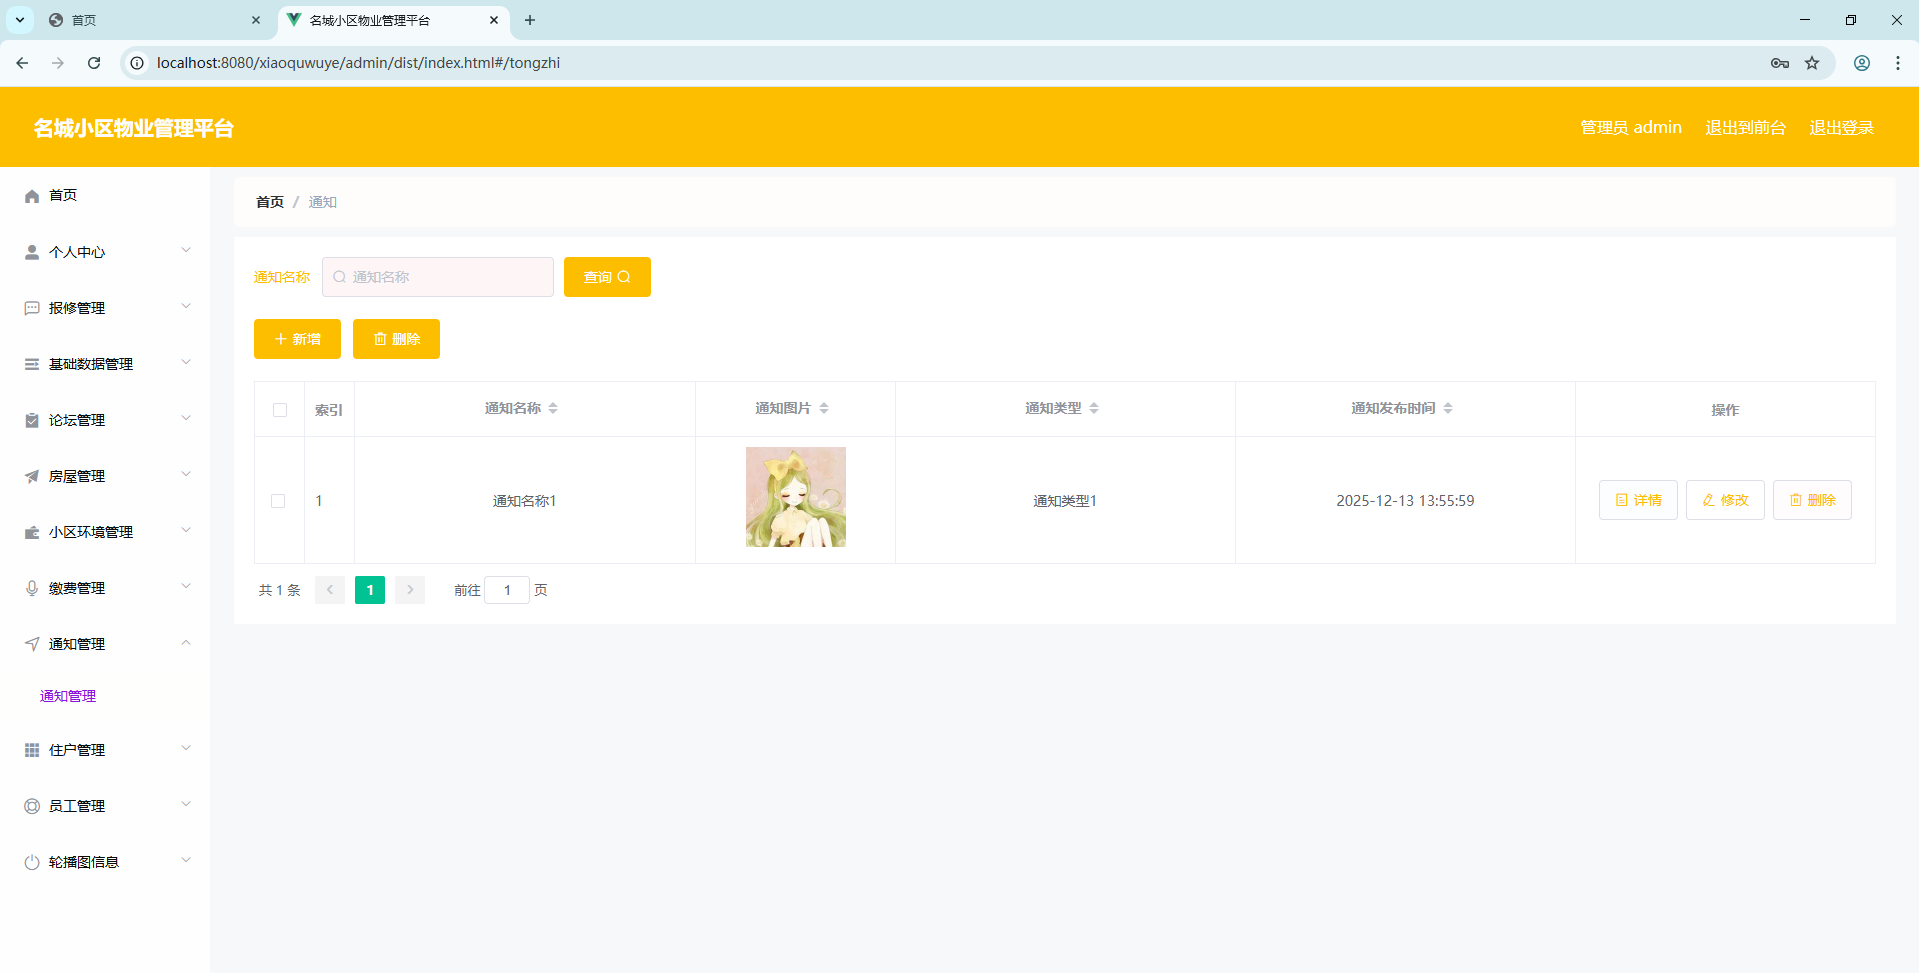 首页
名城小区物业管理平台
localhost:8080/xiaoquwuye/admin/dist/index.html#/tongzhi
名城小区物业管理平台
管理员 admin 退出到前台 退出登录
首页
个人中心
报修管理
基础数据管理
论坛管理
房屋管理
小区环境管理
缴费管理
通知管理
通知管理
住户管理
员工管理
轮播图信息
首页 / 通知
通知名称 通知名称 查询
新增 删除
索引 通知名称 通知图片 通知类型 通知发布时间 操作
1 通知名称1 通知类型1 2025-12-13 13:55:59 详情 修改 删除
共 1 条 1 前往 1 页